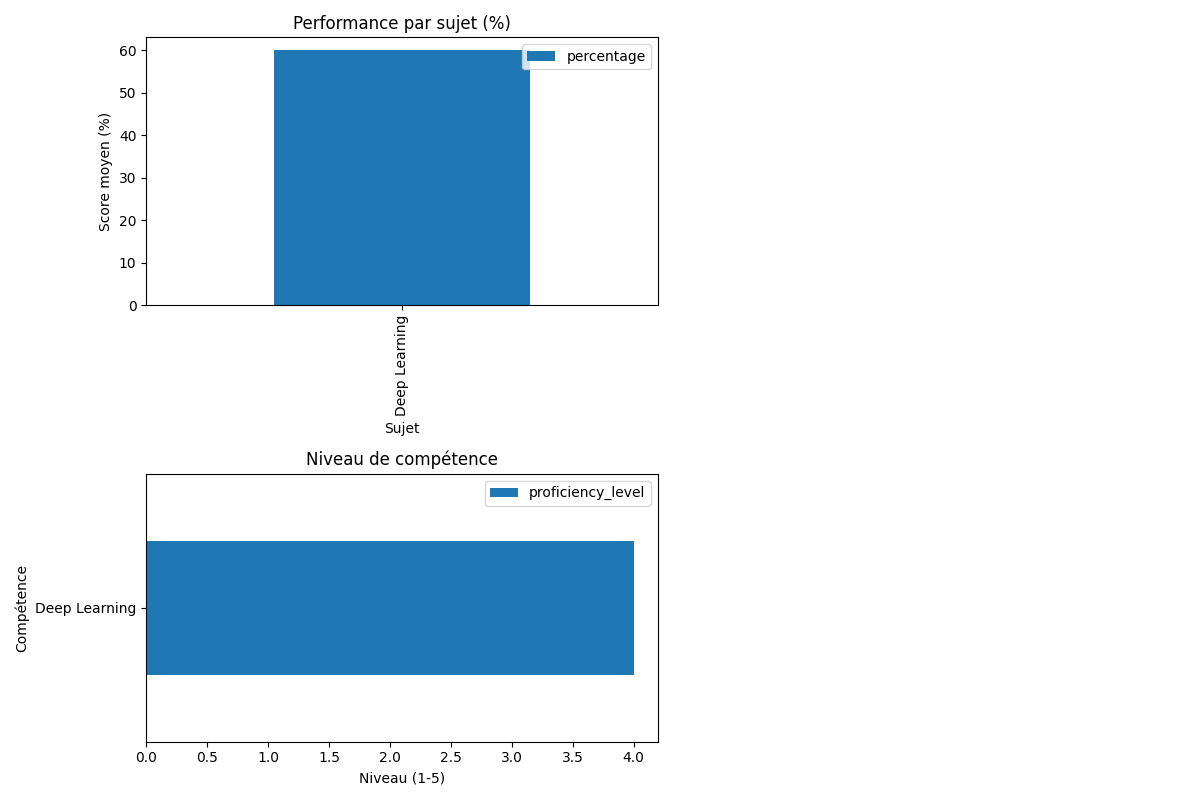 Performance par sujet (%)
percentage
Score moyen (%)
60
50
40
30
20
10
0
Deep Learning
Sujet
Niveau de compétence
proficiency_level
Compétence
Deep Learning
0.0 0.5 1.0 1.5 2.0 2.5 3.0 3.5 4.0
Niveau (1-5)